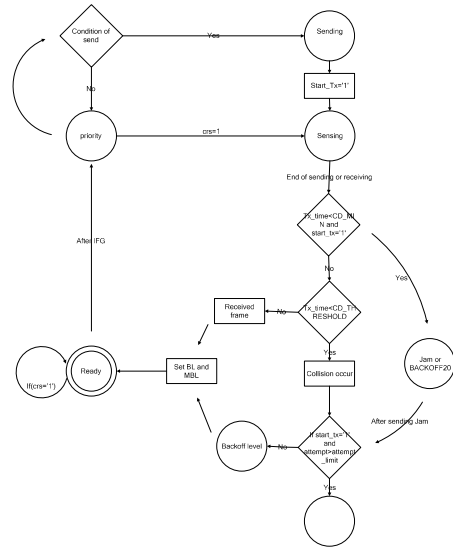 Condition of
send
Yes
Sending
Start_Tx='1'
No
priority
crs=1
Sensing
End of sending or receiving
Tx_time<CD_MI
N and
start_tx='1'
Yes
No
Tx_time<CD_TH
RESHOLD
No
Received
frame
Yes
After IFG
Jam or
BACKOFF20
Collision occur
Set BL and
MBL
Ready
If(crs='1')
After sending Jam
If start_tx='1'
and
attempt>attempt
_limit
No
Backoff level
Yes